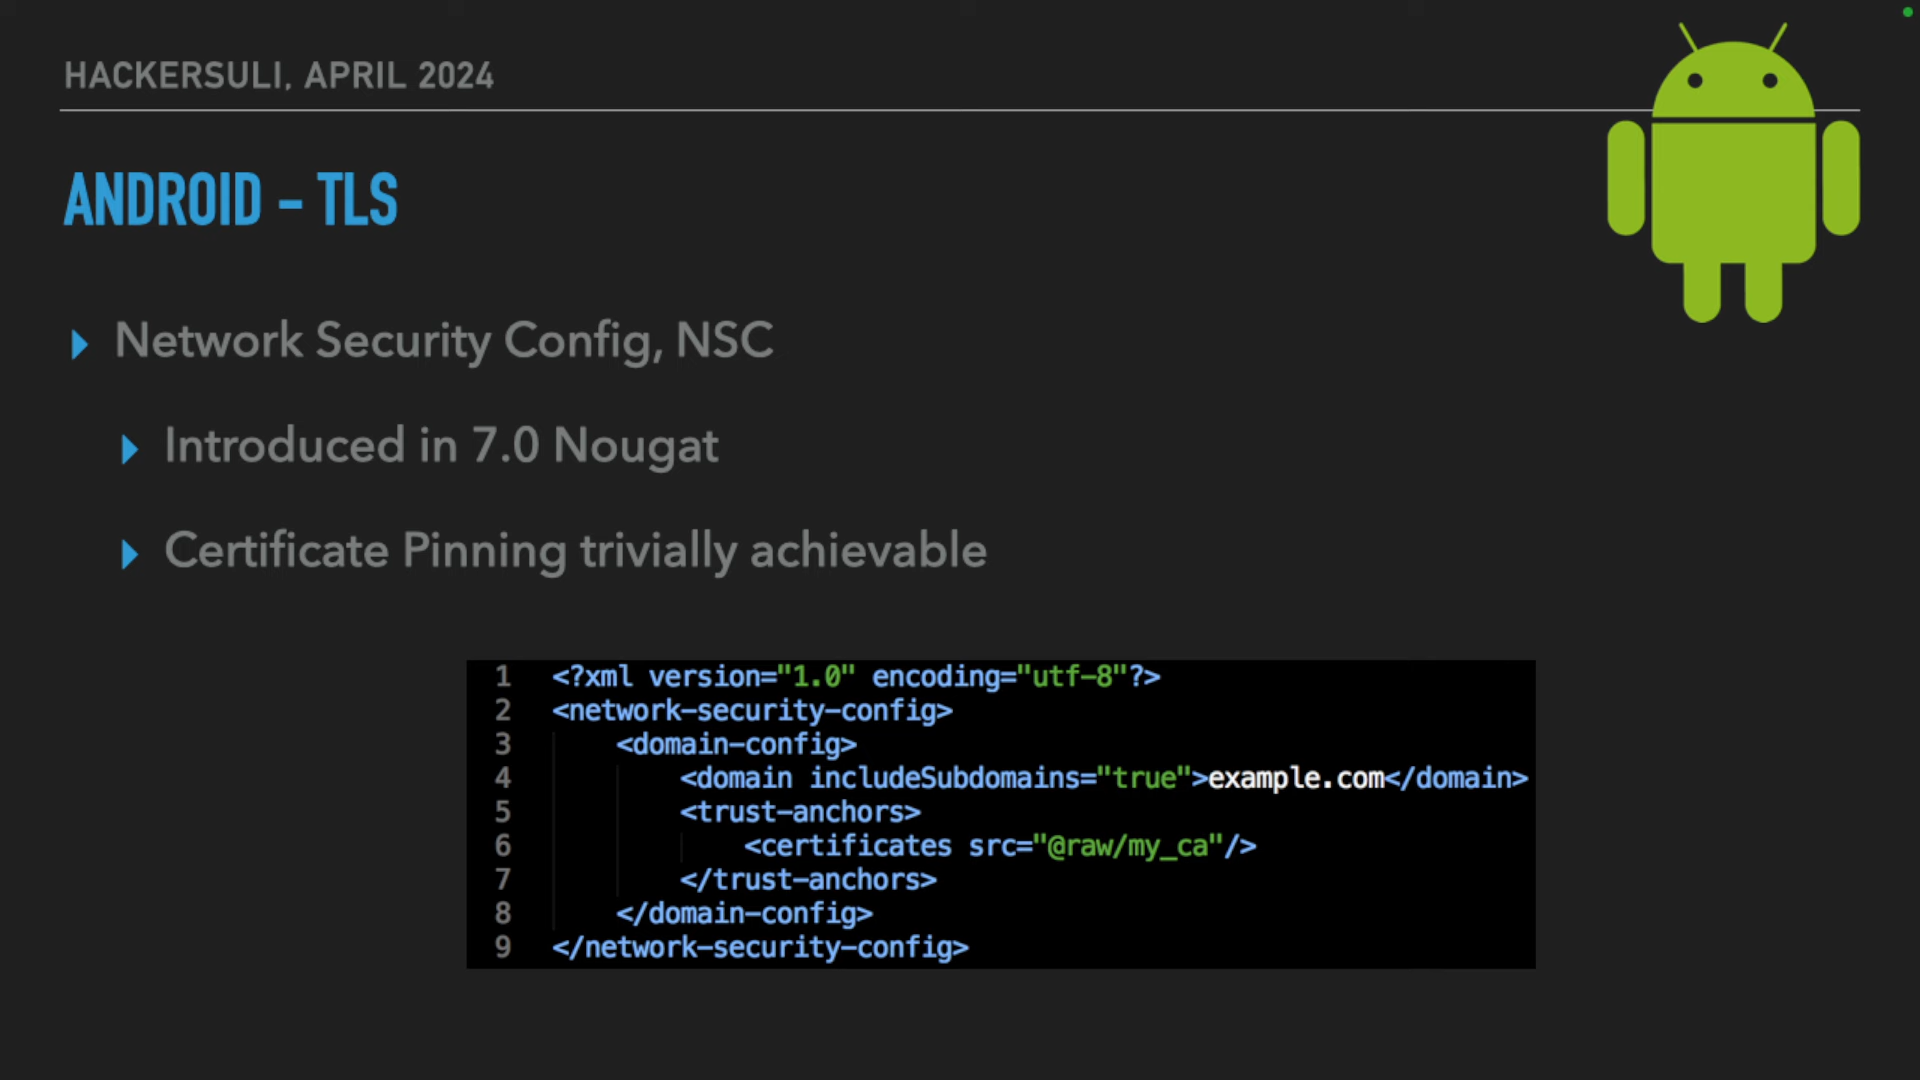 HACKERSULI, APRIL 2024
ANDROID - TLS
Network Security Config, NSC
Introduced in 7.0 Nougat
Certificate Pinning trivially achievable
1 <?xml version="1.0" encoding="utf-8"?>
2 <network-security-config>
3 <domain-config>
4 <domain includeSubdomains="true">example.com</domain>
5 <trust-anchors>
6 <certificates src="@raw/my_ca"/>
7 </trust-anchors>
8 </domain-config>
9 </network-security-config>